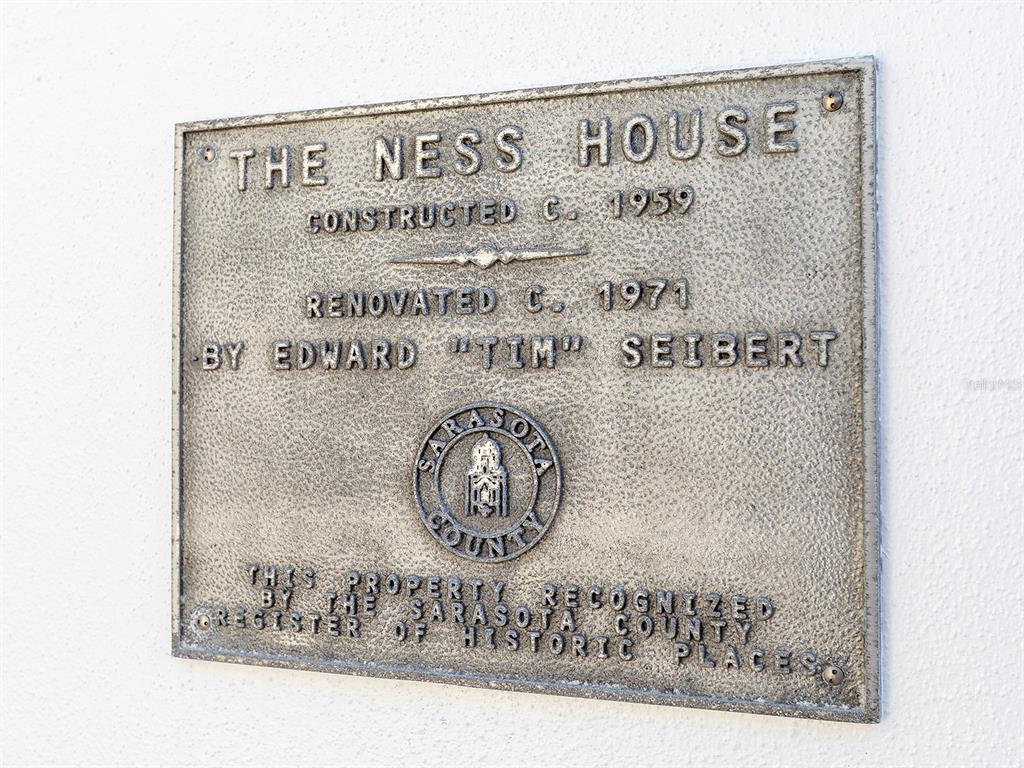 THE NESS HOUSE
CONSTRUCTED C. 1959
RENOVATED C. 1971
BY EDWARD "TIM" SEIBERT
SARASOTA
COUNTY
THIS PROPERTY RECOGNIZED
BY THE SARASOTA COUNTY
REGISTER OF HISTORIC PLACES